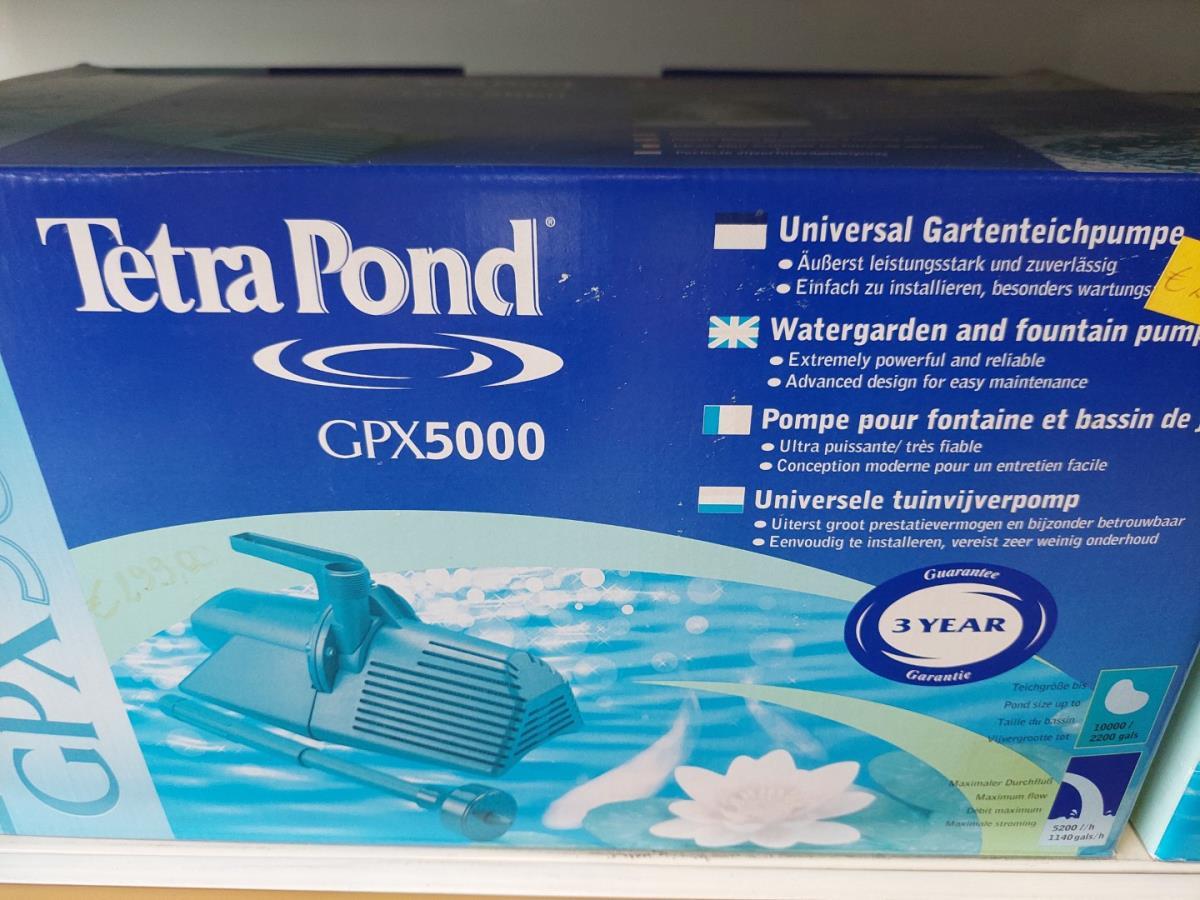 Tetra Pond®
GPX5000
Universal Gartenteichpumpe
• Äußerst leistungsstark und zuverlässig
• Einfach zu installieren, besonders wartungs
Watergarden and fountain pump
• Extremely powerful and reliable
• Advanced design for easy maintenance
Pompe pour fontaine et bassin de
• Ultra puissante/ très fiable
• Conception moderne pour un entretien facile
Universele tuinvijverpomp
• Uiterst groot prestatievermogen en bijzonder betrouwbaar
• Eenvoudig te installeren, vereist zeer weinig onderhoud
Guarantee
3 YEAR
Garantie
Teichgröße bis
Pond size up to
Taille du bassin
Vijvergrootte tot
10000 /
2200 gals
Maximaler Durchfluß
Maximum flow
Débit maximum
Maximale stroming
5200 l/h
1140 gals/h
€ 199,00
GPX